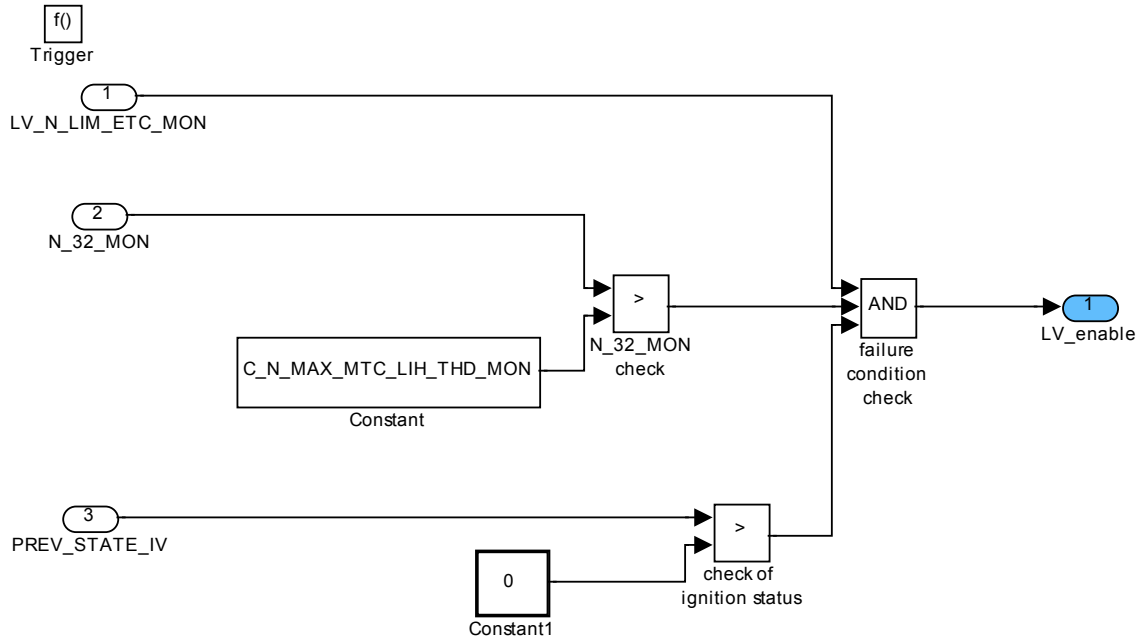 f()
Trigger
1
LV_N_LIM_ETC_MON
2
N_32_MON
>
N_32_MON
check
C_N_MAX_MTC_LIH_THD_MON
Constant
AND
failure
condition
check
1
LV_enable
3
PREV_STATE_IV
>
check of
ignition status
0
Constant1